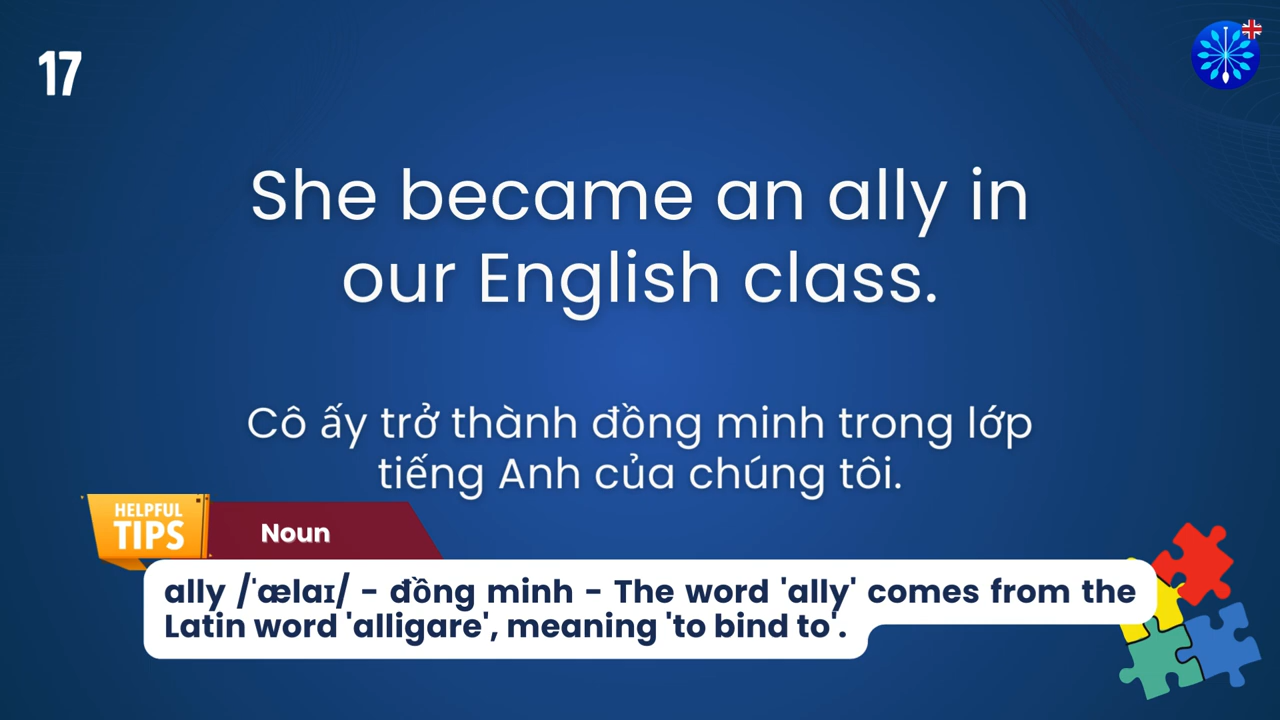 17
She became an ally in
our English class.
Cô ấy trở thành đồng minh trong lớp
tiếng Anh của chúng tôi.
HELPFUL
TIPS
Noun
ally /ˈælaɪ/ - đồng minh - The word 'ally' comes from the
Latin word 'alligare', meaning 'to bind to'.